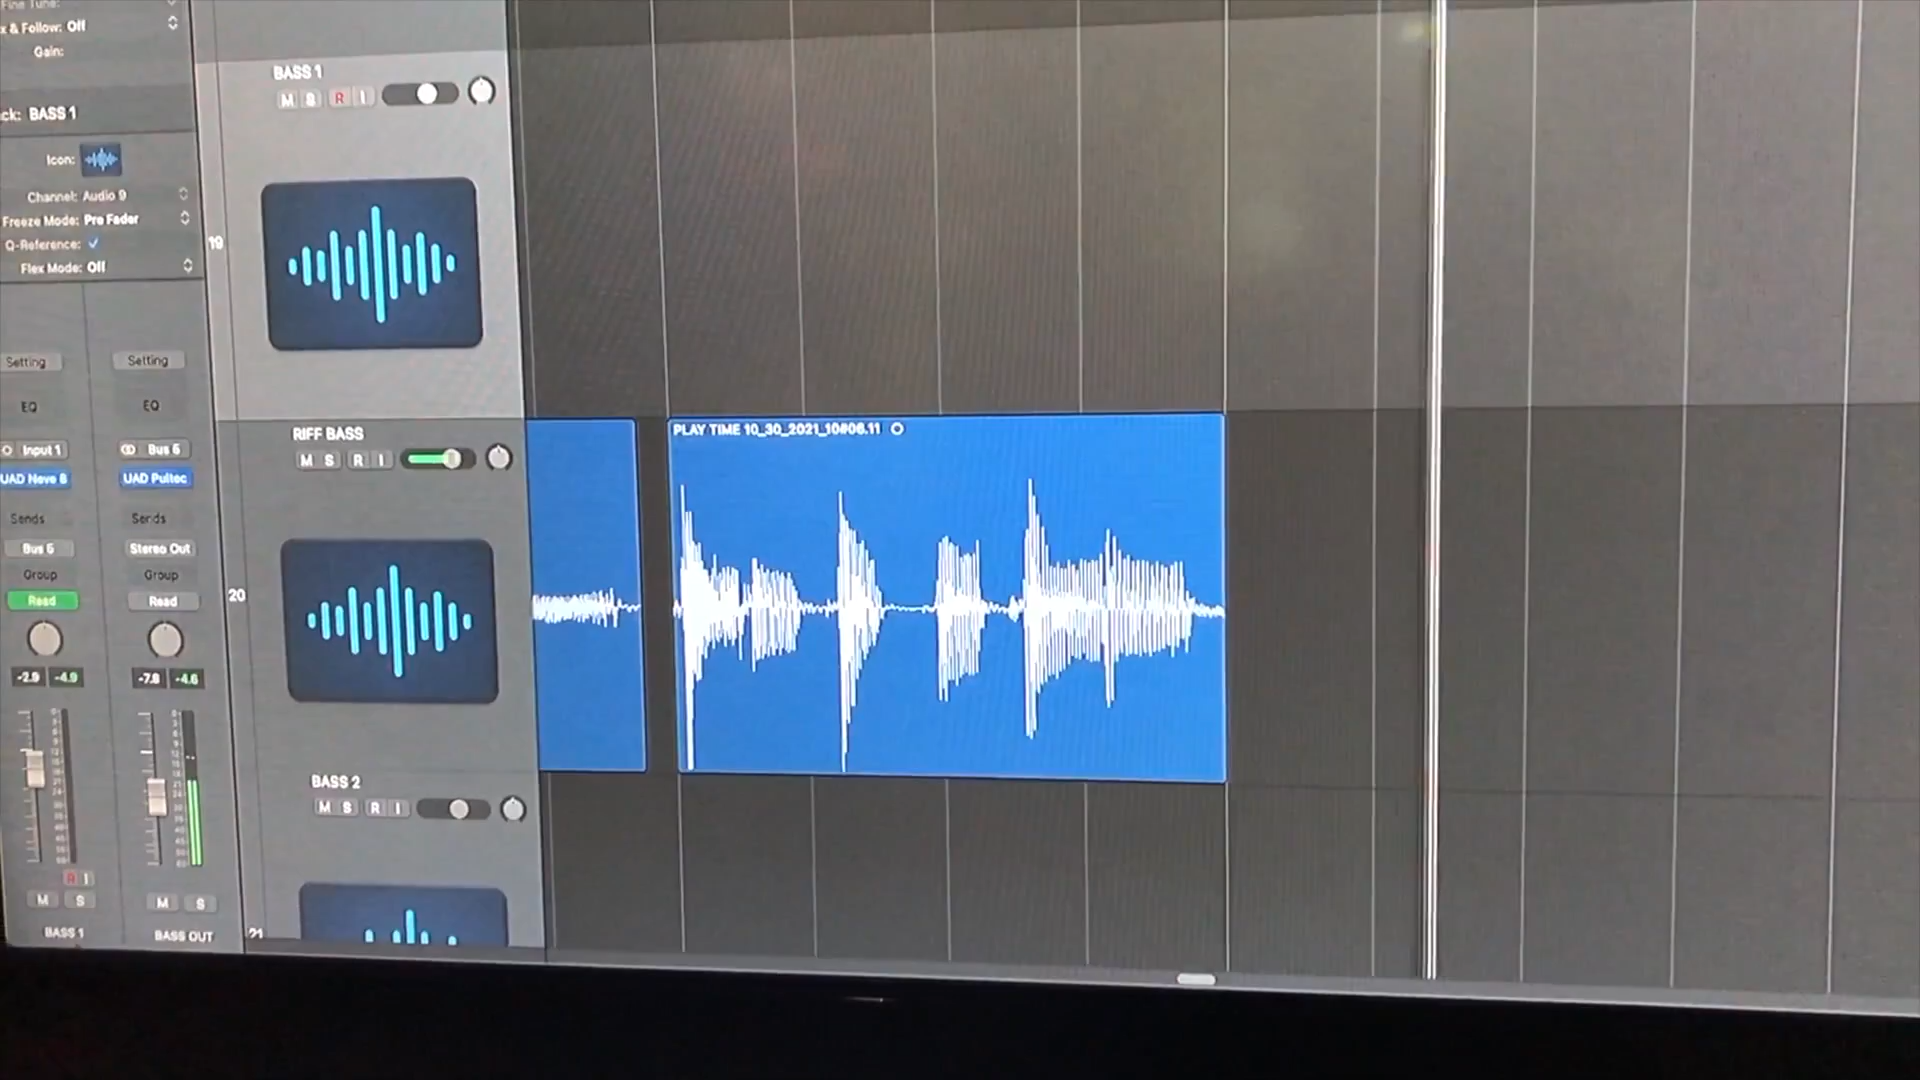 Fine Tune:
x & Follow: Off
Gain:
ck: BASS 1
Icon:
Channel: Audio 9
Freeze Mode: Pre Fader
Q-Reference: ✓
Flex Mode: Off
Setting Setting
EQ EQ
Input 1 Bus 6
UAD Neve 8 UAD Pultec
Sends Sends
Bus 6 Stereo Out
Group Group
Read Read
-2.9 -4.9 -7.8 -4.6
R I
M S M S
BASS 1 BASS OUT
BASS 1
M S R I
19
RIFF BASS
M S R I
20
BASS 2
M S R I
21
PLAY TIME 10_30_2021_10#06.11